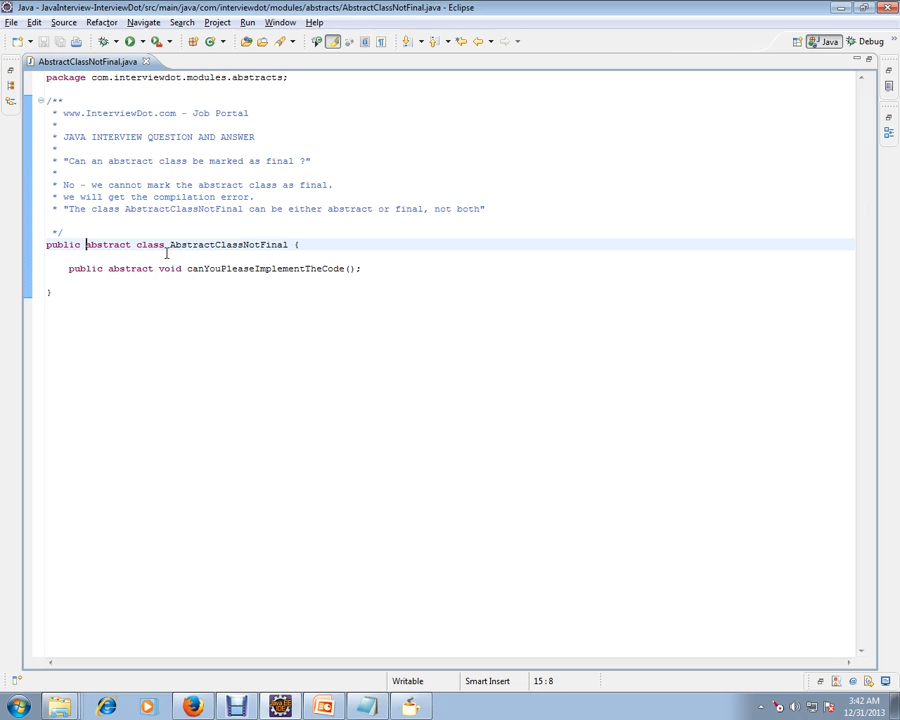 Java - JavaInterview-InterviewDot/src/main/java/com/interviewdot/modules/abstracts/AbstractClassNotFinal.java - Eclipse
File Edit Source Refactor Navigate Search Project Run Window Help
Java Debug
AbstractClassNotFinal.java
package com.interviewdot.modules.abstracts;
/**
* www.InterviewDot.com - Job Portal
*
* JAVA INTERVIEW QUESTION AND ANSWER
*
* "Can an abstract class be marked as final ?"
*
* No - we cannot mark the abstract class as final.
* we will get the compilation error.
* "The class AbstractClassNotFinal can be either abstract or final, not both"
*/
public abstract class AbstractClassNotFinal {
public abstract void canYouPleaseImplementTheCode();
}
Writable Smart Insert 15 : 8
3:42 AM
12/31/2013